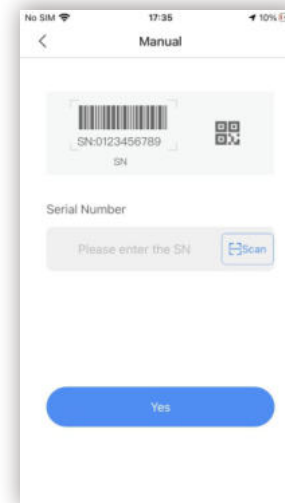 No SIM 17:35 10%
Manual
SN:0123456789
SN
Serial Number
Please enter the SN
Scan
Yes